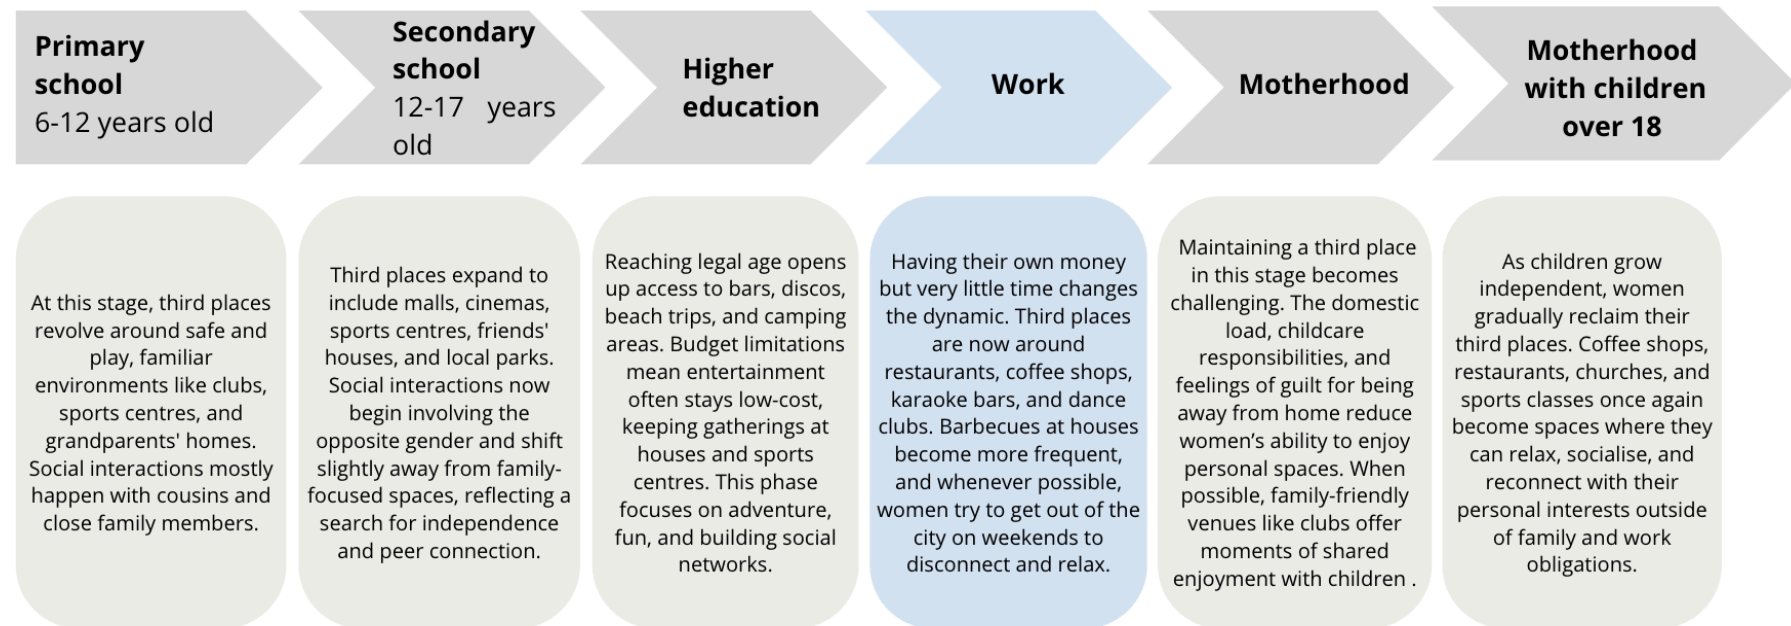 Primary
school
6-12 years old
Secondary
school
12-17 years
old
Higher
education
Work
Motherhood
Motherhood
with children
over 18
At this stage, third places
revolve around safe and
play, familiar
environments like clubs,
sports centres, and
grandparents' homes.
Social interactions mostly
happen with cousins and
close family members.
Third places expand to
include malls, cinemas,
sports centres, friends'
houses, and local parks.
Social interactions now
begin involving the
opposite gender and shift
slightly away from family-
focused spaces, reflecting a
search for independence
and peer connection.
Reaching legal age opens
up access to bars, discos,
beach trips, and camping
areas. Budget limitations
mean entertainment
often stays low-cost,
keeping gatherings at
houses and sports
centres. This phase
focuses on adventure,
fun, and building social
networks.
Having their own money
but very little time changes
the dynamic. Third places
are now around
restaurants, coffee shops,
karaoke bars, and dance
clubs. Barbecues at houses
become more frequent,
and whenever possible,
women try to get out of the
city on weekends to
disconnect and relax.
Maintaining a third place
in this stage becomes
challenging. The domestic
load, childcare
responsibilities, and
feelings of guilt for being
away from home reduce
women’s ability to enjoy
personal spaces. When
possible, family-friendly
venues like clubs offer
moments of shared
enjoyment with children .
As children grow
independent, women
gradually reclaim their
third places. Coffee shops,
restaurants, churches, and
sports classes once again
become spaces where they
can relax, socialise, and
reconnect with their
personal interests outside
of family and work
obligations.